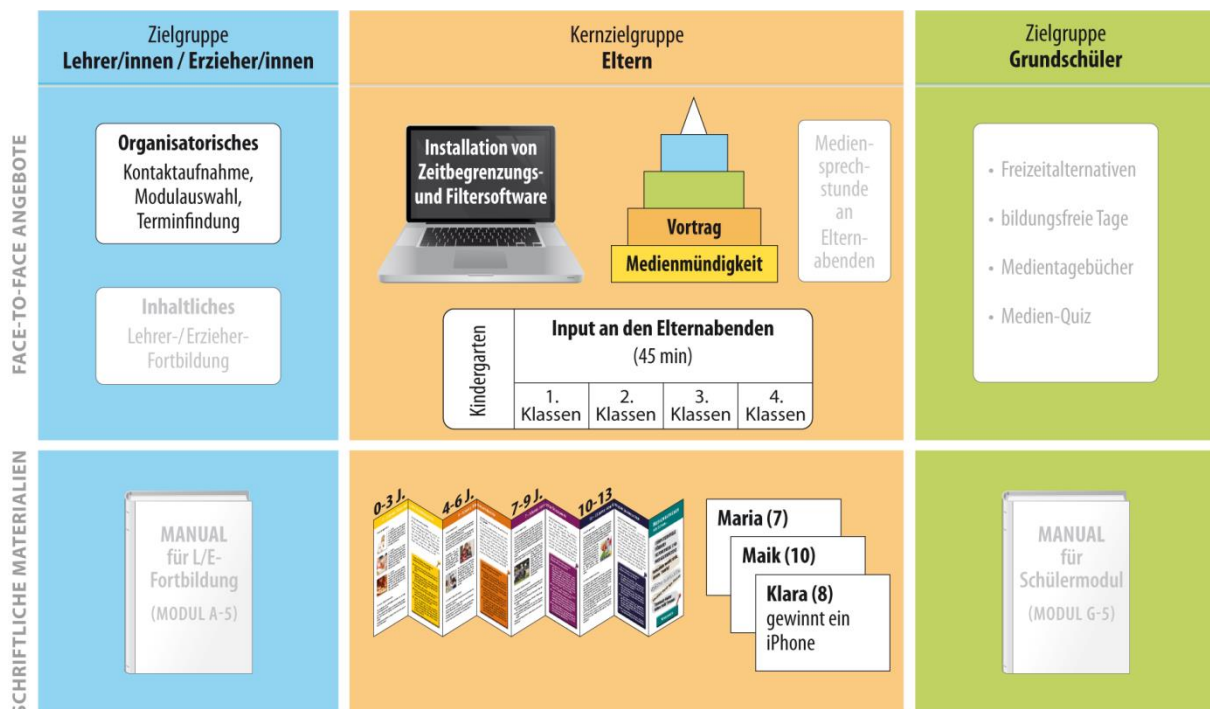 Zielgruppe
Lehrer/innen / Erzieher/innen
Kernzielgruppe
Eltern
Zielgruppe
Grundschüler
FACE-TO-FACE ANGEBOTE
Organisatorisches
Kontaktaufnahme,
Modulauswahl,
Terminfindung
Inhaltliches
Lehrer-/ Erzieher-
Fortbildung
Installation von
Zeitbegrenzungs-
und Filtersoftware
Vortrag
Medienmündigkeit
Medien-
sprech-
stunde
an
Eltern-
abenden
Kindergarten
Input an den Elternabenden
(45 min)
1.
Klassen
2.
Klassen
3.
Klassen
4.
Klassen
• Freizeitalternativen
• bildungsfreie Tage
• Medientagebücher
• Medien-Quiz
SCHRIFTLICHE MATERIALIEN
MANUAL
für L/E-
Fortbildung
(MODUL A-5)
0-3 J.
4-6 J.
7-9 J.
10-13
Maria (7)
Maik (10)
Klara (8)
gewinnt ein
iPhone
MANUAL
für
Schülermodul
(MODUL G-5)